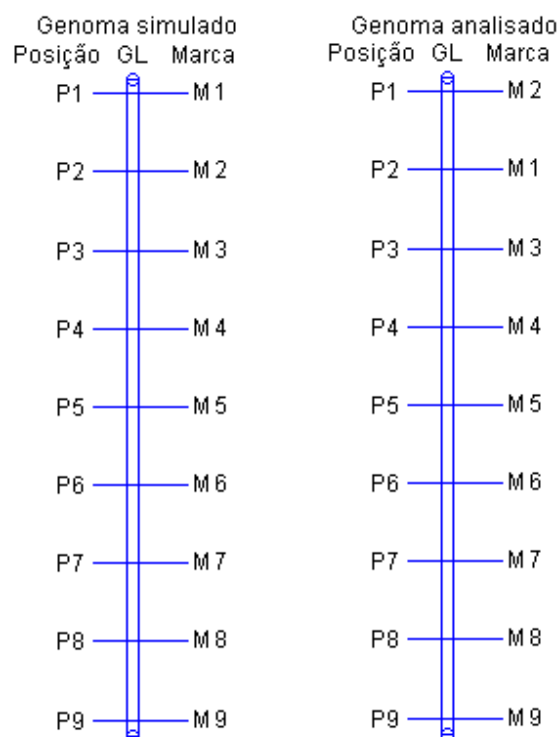 Genoma simulado
Posição GL Marca
P1 M1
P2 M2
P3 M3
P4 M4
P5 M5
P6 M6
P7 M7
P8 M8
P9 M9
Genoma analisado
Posição GL Marca
P1 M2
P2 M1
P3 M3
P4 M4
P5 M5
P6 M6
P7 M7
P8 M8
P9 M9